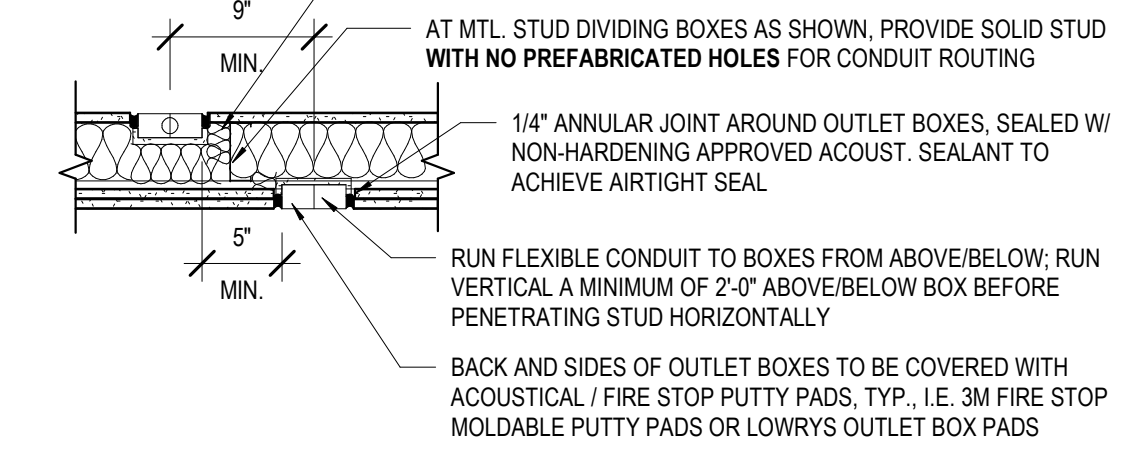 9"
MIN.
AT MTL. STUD DIVIDING BOXES AS SHOWN, PROVIDE SOLID STUD
WITH NO PREFABRICATED HOLES FOR CONDUIT ROUTING
1/4" ANNULAR JOINT AROUND OUTLET BOXES, SEALED W/
NON-HARDENING APPROVED ACOUST. SEALANT TO
ACHIEVE AIRTIGHT SEAL
5"
MIN.
RUN FLEXIBLE CONDUIT TO BOXES FROM ABOVE/BELOW; RUN
VERTICAL A MINIMUM OF 2'-0" ABOVE/BELOW BOX BEFORE
PENETRATING STUD HORIZONTALLY
BACK AND SIDES OF OUTLET BOXES TO BE COVERED WITH
ACOUSTICAL / FIRE STOP PUTTY PADS, TYP., I.E. 3M FIRE STOP
MOLDABLE PUTTY PADS OR LOWRYS OUTLET BOX PADS